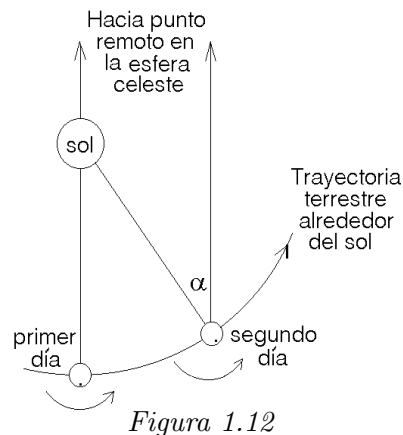 Hacia punto
remoto en
la esfera
celeste
sol
Trayectoria
terrestre
alrededor
del sol
α
primer
día
segundo
día
Figura 1.12